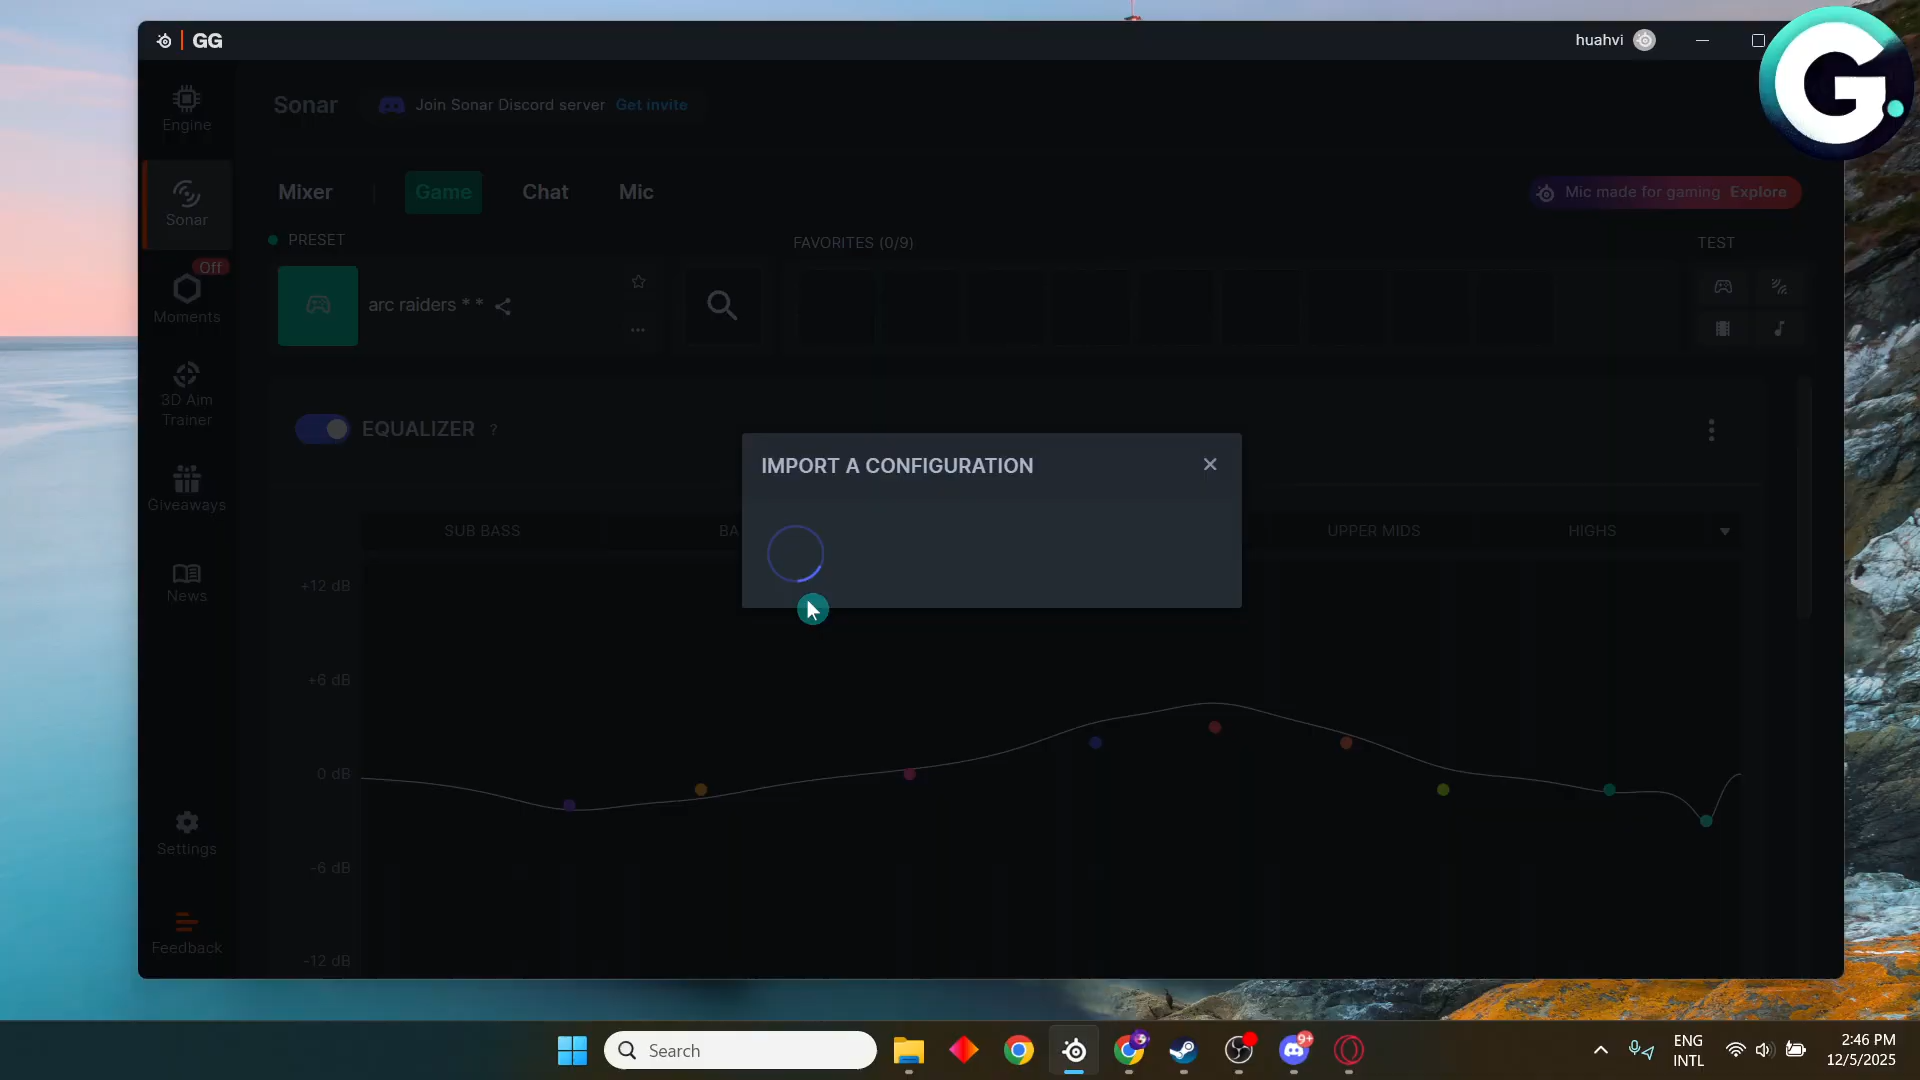 GG
huahvi
G
Engine
Sonar
Join Sonar Discord server Get invite
Sonar
Mixer
Game
Chat
Mic
Mic made for gaming Explore
PRESET
FAVORITES (0/9)
TEST
Off
Moments
arc raiders * *
3D Aim
Trainer
EQUALIZER ?
IMPORT A CONFIGURATION
Giveaways
SUB BASS
BA
UPPER MIDS
HIGHS
News
+12 dB
+6 dB
0 dB
-6 dB
-12 dB
Settings
Feedback
Search
9+
ENG
INTL
2:46 PM
12/5/2025